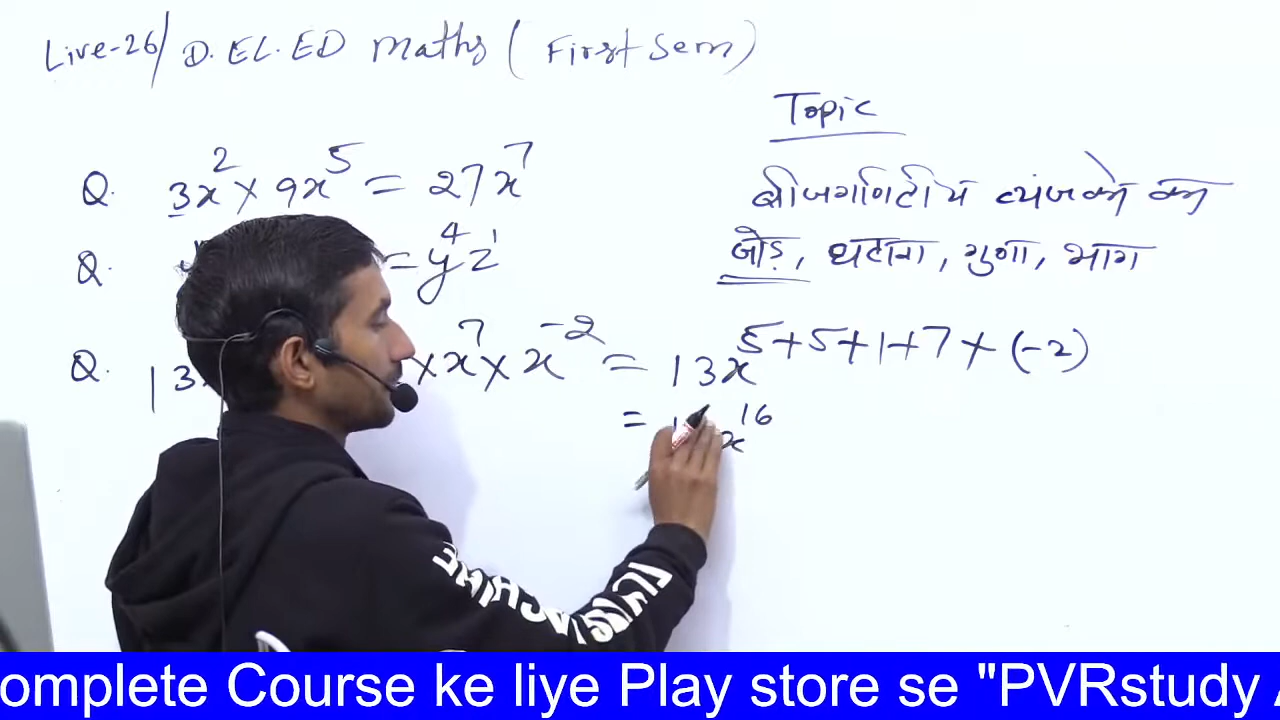 Live-26/ D.EL.ED Maths ( First Sem )
Topic
बीजगणितीय व्यंजको का
जोड़, घटाना, गुणा, भाग
Q. 3x² × 9x⁵ = 27x⁷
Q. = y⁴z¹
Q. 13 × x⁷ × x⁻² = 13x⁵⁺⁵⁺¹⁺⁷⁺⁽⁻²⁾
= x¹⁶
omplete Course ke liye Play store se "PVRstudy